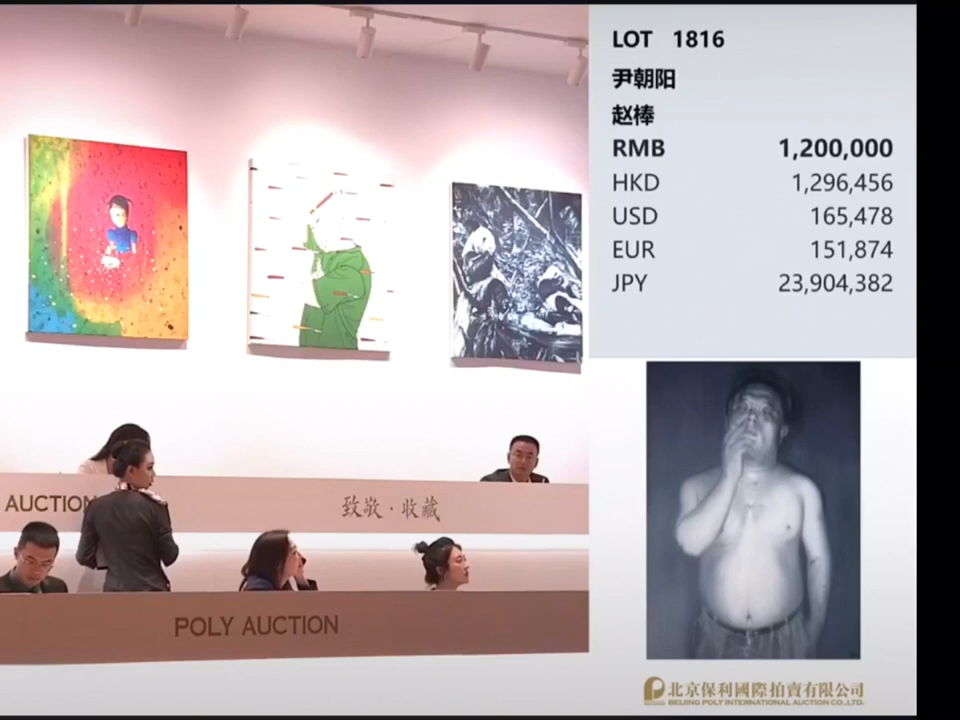 LOT 1816
尹朝阳
赵棒
RMB 1,200,000
HKD 1,296,456
USD 165,478
EUR 151,874
JPY 23,904,382
AUCTION
致敬·收藏
POLY AUCTION
北京保利國際拍賣有限公司
BEIJING POLY INTERNATIONAL AUCTION CO.,LTD.